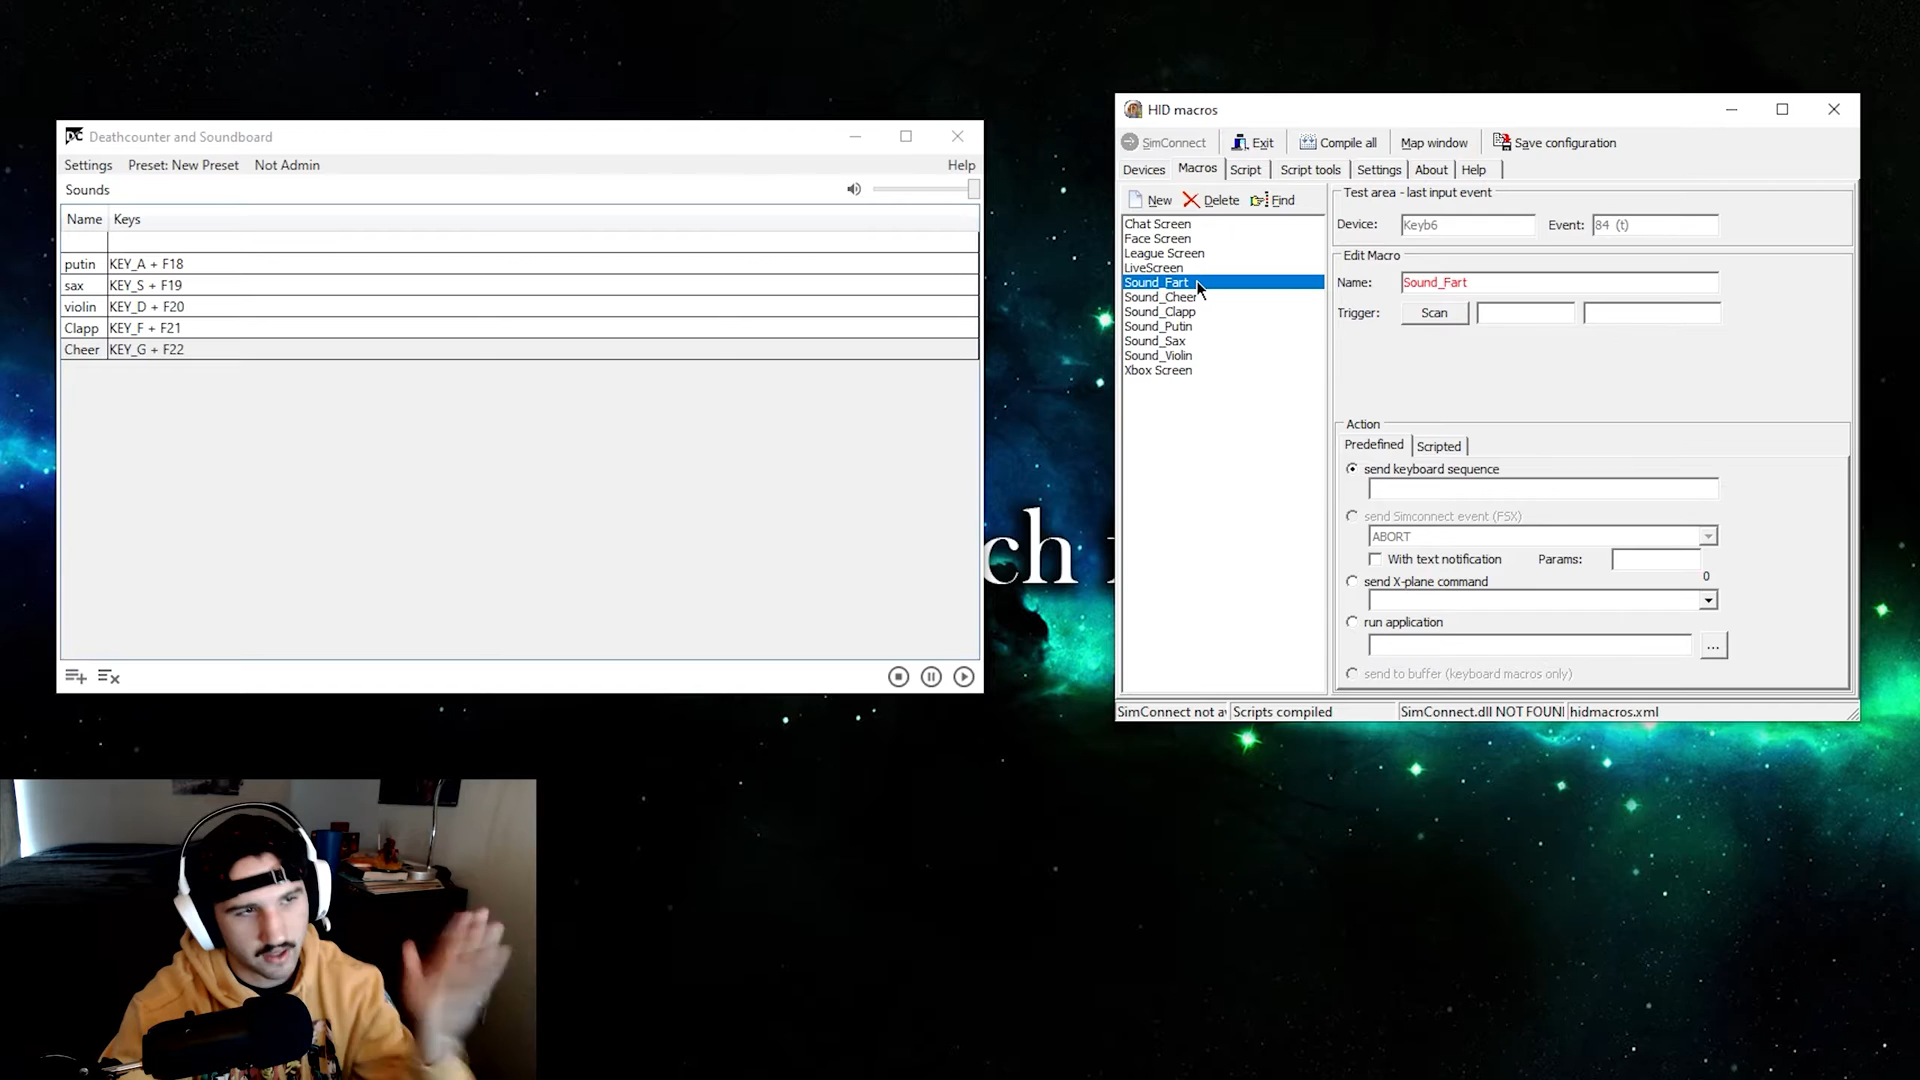 Deathcounter and Soundboard
Settings Preset: New Preset Not Admin Help
Sounds
Name Keys
putin KEY_A + F18
sax KEY_S + F19
violin KEY_D + F20
Clapp KEY_F + F21
Cheer KEY_G + F22
HID macros
SimConnect Exit Compile all Map window Save configuration
Devices Macros Script Script tools Settings About Help
New Delete Find
Chat Screen
Face Screen
League Screen
LiveScreen
Sound_Fart
Sound_Cheer
Sound_Clapp
Sound_Putin
Sound_Sax
Sound_Violin
Xbox Screen
Test area - last input event
Device: Keyb6 Event: 84 (t)
Edit Macro
Name: Sound_Fart
Trigger: Scan
Action
Predefined Scripted
send keyboard sequence
send Simconnect event (FSX)
ABORT
With text notification Params:
0
send X-plane command
run application
...
send to buffer (keyboard macros only)
SimConnect not av Scripts compiled SimConnect.dll NOT FOUN hidmacros.xml
ch